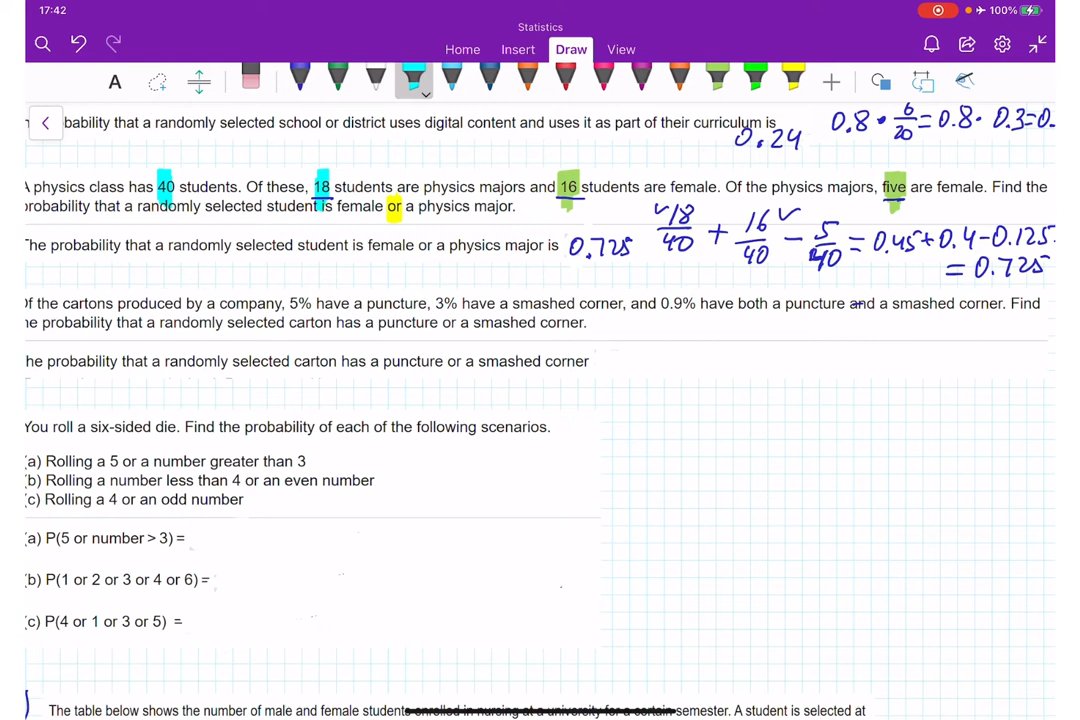 17:42
Statistics
100%
Home Insert Draw View
A
bability that a randomly selected school or district uses digital content and uses it as part of their curriculum is
0.24
0.8 • 6/20 = 0.8 • 0.3 = 0.
A physics class has 40 students. Of these, 18 students are physics majors and 16 students are female. Of the physics majors, five are female. Find the
probability that a randomly selected student is female or a physics major.
The probability that a randomly selected student is female or a physics major is 0.725
18/40 + 16/40 - 5/40 = 0.45 + 0.4 - 0.125
= 0.725
Of the cartons produced by a company, 5% have a puncture, 3% have a smashed corner, and 0.9% have both a puncture and a smashed corner. Find
he probability that a randomly selected carton has a puncture or a smashed corner.
he probability that a randomly selected carton has a puncture or a smashed corner
You roll a six-sided die. Find the probability of each of the following scenarios.
(a) Rolling a 5 or a number greater than 3
(b) Rolling a number less than 4 or an even number
(c) Rolling a 4 or an odd number
(a) P(5 or number > 3) =
(b) P(1 or 2 or 3 or 4 or 6) =
(c) P(4 or 1 or 3 or 5) =
The table below shows the number of male and female students enrolled in nursing at a university for a certain semester. A student is selected at